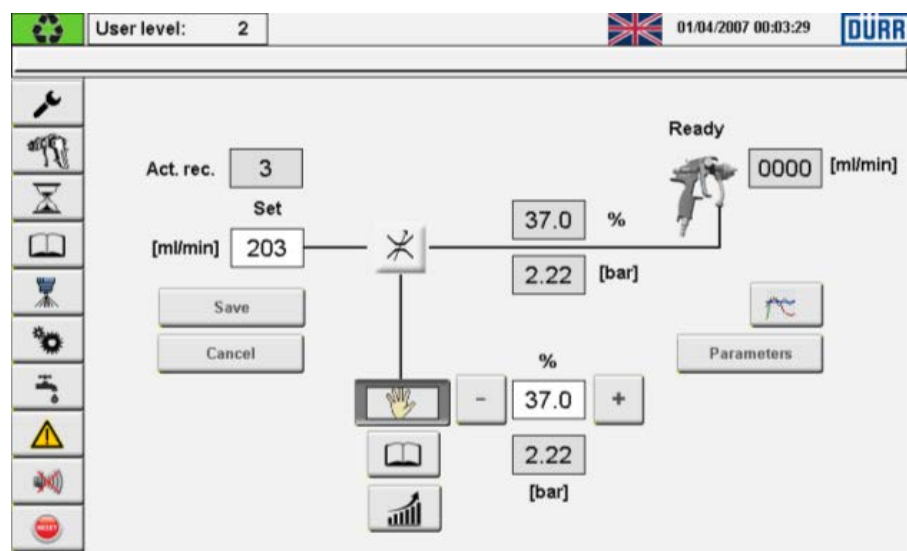 User level: 2
01/04/2007 00:03:29
DÜRR
Ready
Act. rec. 3
0000 [ml/min]
Set
37.0 %
[ml/min] 203
2.22 [bar]
Save
Cancel
Parameters
%
- 37.0 +
2.22
[bar]
RESET